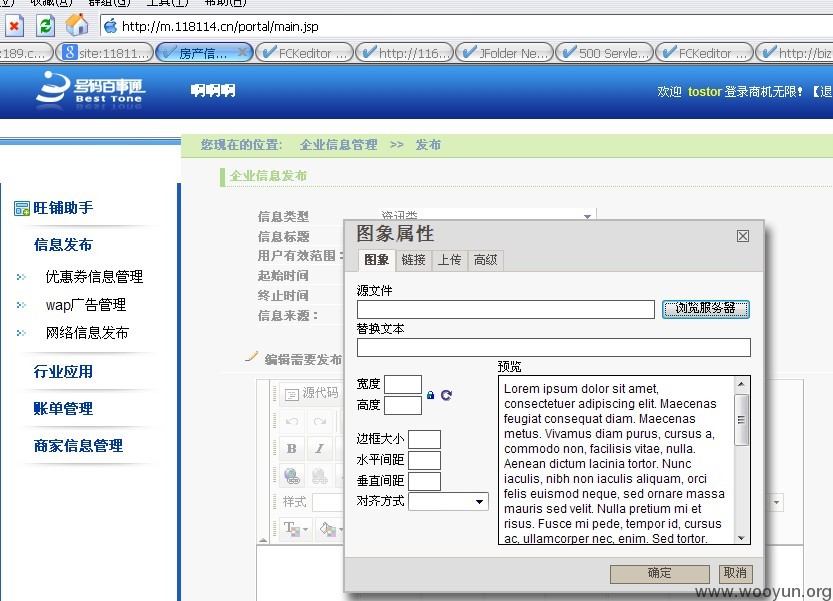 收藏(A) 群组(G) 工具(T) 帮助(H)
http://m.118114.cn/portal/main.jsp
:189.c... site:11811... 房产信... FCKeditor ... http://116... JFolder Ne... 500 Servle... FCKeditor ... http://biz
号码百事通
Best Tone
啊啊啊
欢迎 tostor 登录商机无限! 【退
您现在的位置: 企业信息管理 >> 发布
企业信息发布
旺铺助手
信息发布
优惠券信息管理
wap广告管理
网络信息发布
行业应用
账单管理
商家信息管理
信息类型 资讯类
信息标题
用户有效范围:
起始时间
终止时间
信息来源:
编辑需要发布
源代码
B I
样式
图象属性
图象 链接 上传 高级
源文件
浏览服务器
替换文本
宽度
高度
边框大小
水平间距
垂直间距
对齐方式
预览
Lorem ipsum dolor sit amet,
consectetuer adipiscing elit. Maecenas
feugiat consequat diam. Maecenas
metus. Vivamus diam purus, cursus a,
commodo non, facilisis vitae, nulla.
Aenean dictum lacinia tortor. Nunc
iaculis, nibh non iaculis aliquam, orci
felis euismod neque, sed ornare massa
mauris sed velit. Nulla pretium mi et
risus. Fusce mi pede, tempor id, cursus
ac, ullamcorper nec, enim. Sed tortor.
确定 取消
www.wooyun.org